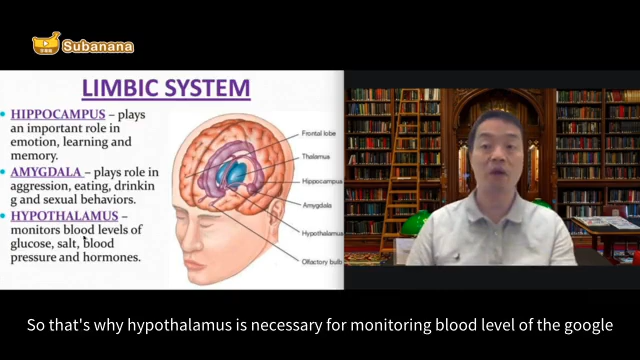 Subanana
LIMBIC SYSTEM
• HIPPOCAMPUS – plays
an important role in
emotion, learning and
memory.
• AMYGDALA – plays role in
aggression, eating, drinkin
g and sexual behaviors.
• HYPOTHALAMUS –
monitors blood levels of
glucose, salt, blood
pressure and hormones.
Frontal lobe
Thalamus
Hippocampus
Amygdala
Hypothalamus
Olfactory bulb
So that's why hypothalamus is necessary for monitoring blood level of the google